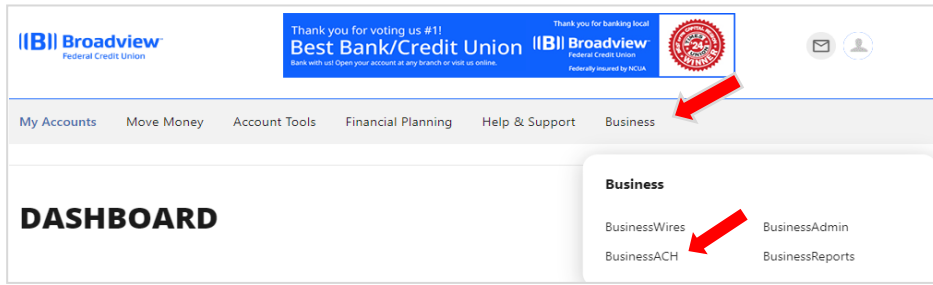 Broadview
Federal Credit Union
Thank you for voting us #1!
Best Bank/Credit Union
Bank with us! Open your account at any branch or visit us online.
Thank you for banking local
Broadview
Federal Credit Union
Federally insured by NCUA
WINNER
My Accounts Move Money Account Tools Financial Planning Help & Support Business
DASHBOARD
Business
BusinessWires BusinessAdmin
BusinessACH BusinessReports